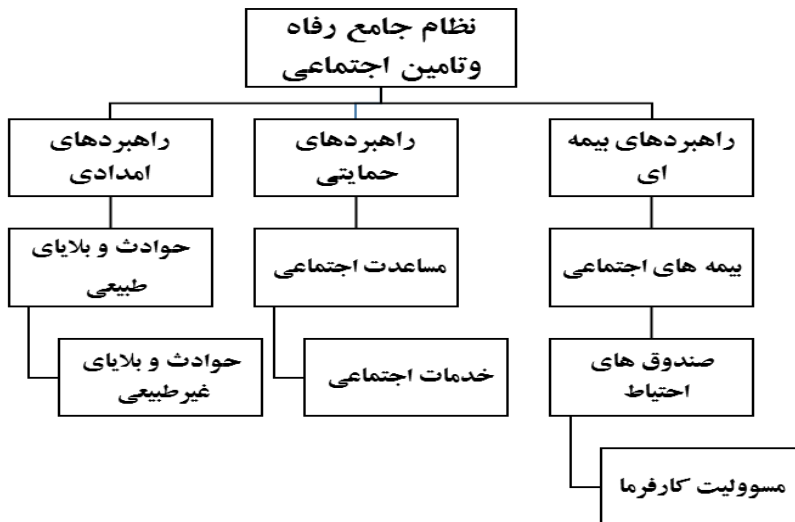 نظام جامع رفاه
وتامین اجتماعی
راهبردهای بیمه
ای
راهبردهای
حمایتی
راهبردهای
امدادی
بیمه های اجتماعی
مساعدت اجتماعی
حوادث و بلایای
طبیعی
صندوق های
احتیاط
خدمات اجتماعی
حوادث و بلایای
غیرطبیعی
مسوولیت کارفرما